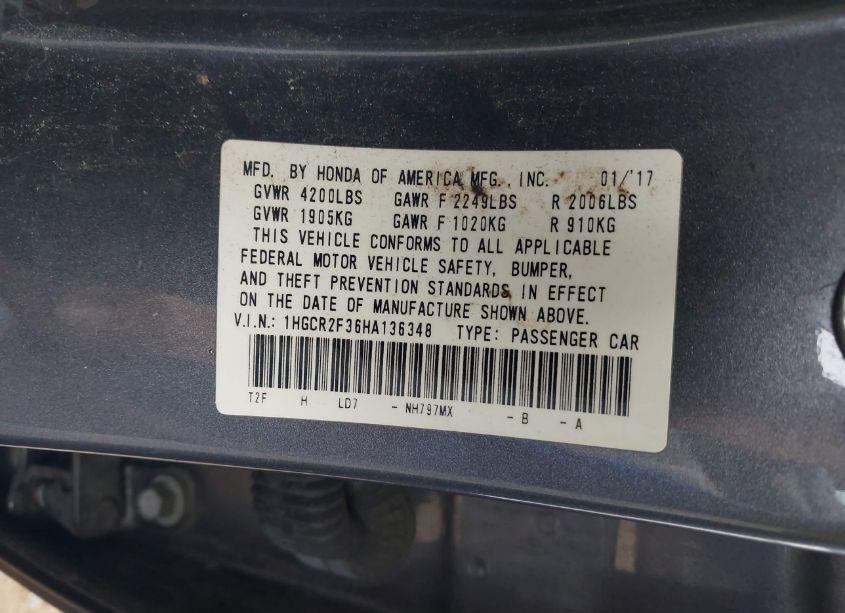 MFD. BY HONDA OF AMERICA MFG., INC. 01/'17
GVWR 4200LBS GAWR F 2249LBS R 2006LBS
GVWR 1905KG GAWR F 1020KG R 910KG
THIS VEHICLE CONFORMS TO ALL APPLICABLE
FEDERAL MOTOR VEHICLE SAFETY, BUMPER,
AND THEFT PREVENTION STANDARDS IN EFFECT
ON THE DATE OF MANUFACTURE SHOWN ABOVE.
V.I.N.: 1HGCR2F36HA136348 TYPE: PASSENGER CAR
T2F H LD7 - NH797MX - B - A